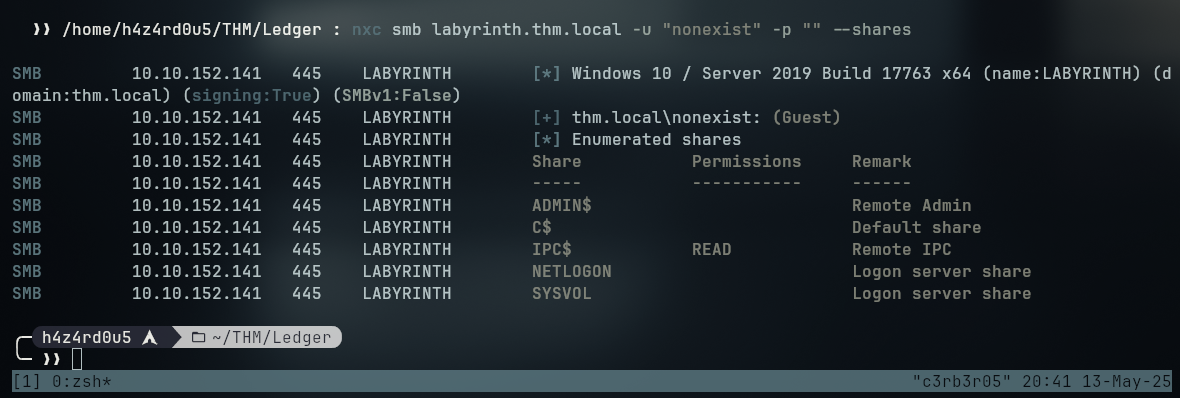 ❱❱ /home/h4z4rd0u5/THM/Ledger : nxc smb labyrinth.thm.local -u "nonexist" -p "" --shares
SMB 10.10.152.141 445 LABYRINTH [*] Windows 10 / Server 2019 Build 17763 x64 (name:LABYRINTH) (d
omain:thm.local) (signing:True) (SMBv1:False)
SMB 10.10.152.141 445 LABYRINTH [+] thm.local\nonexist: (Guest)
SMB 10.10.152.141 445 LABYRINTH [*] Enumerated shares
SMB 10.10.152.141 445 LABYRINTH Share Permissions Remark
SMB 10.10.152.141 445 LABYRINTH ----- ----------- ------
SMB 10.10.152.141 445 LABYRINTH ADMIN$ Remote Admin
SMB 10.10.152.141 445 LABYRINTH C$ Default share
SMB 10.10.152.141 445 LABYRINTH IPC$ READ Remote IPC
SMB 10.10.152.141 445 LABYRINTH NETLOGON Logon server share
SMB 10.10.152.141 445 LABYRINTH SYSVOL Logon server share
h4z4rd0u5 ~/THM/Ledger
❱❱
[1] 0:zsh* "c3rb3r05" 20:41 13-May-25